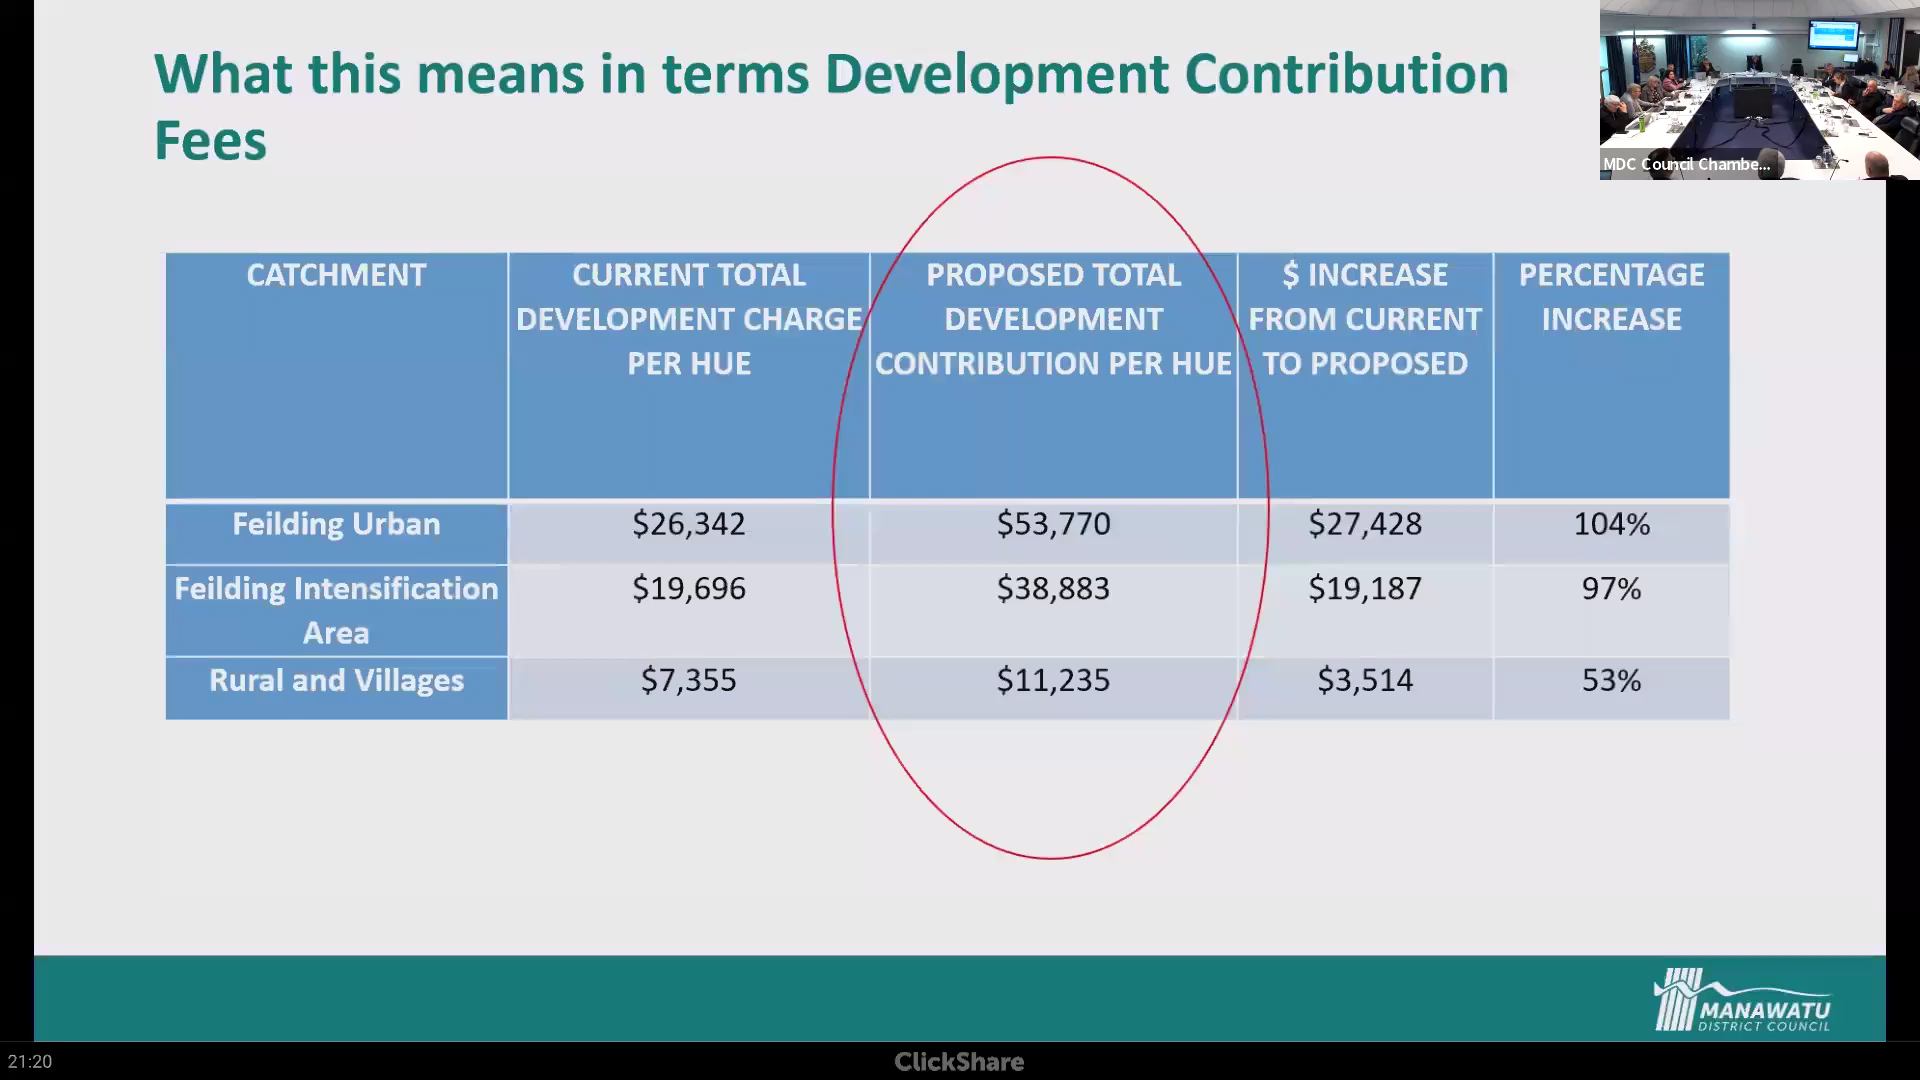 What this means in terms Development Contribution
Fees
MDC Council Chambe...
CATCHMENT
CURRENT TOTAL
DEVELOPMENT CHARGE
PER HUE
PROPOSED TOTAL
DEVELOPMENT
CONTRIBUTION PER HUE
$ INCREASE
FROM CURRENT
TO PROPOSED
PERCENTAGE
INCREASE
Feilding Urban
$26,342
$53,770
$27,428
104%
Feilding Intensification
Area
$19,696
$38,883
$19,187
97%
Rural and Villages
$7,355
$11,235
$3,514
53%
MANAWATU
DISTRICT COUNCIL
21:20
ClickShare